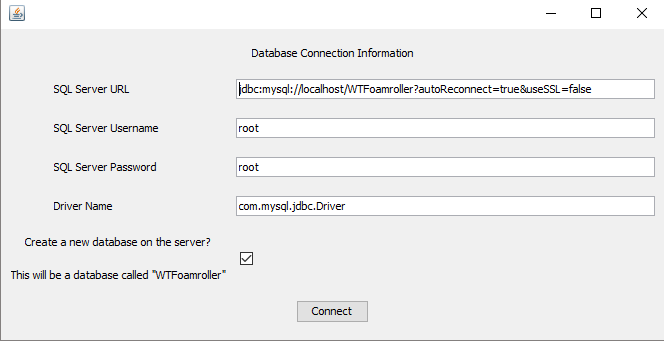 Database Connection Information
SQL Server URL
jdbc:mysql://localhost/WTFoamroller?autoReconnect=true&useSSL=false
SQL Server Username
root
SQL Server Password
root
Driver Name
com.mysql.jdbc.Driver
Create a new database on the server?
This will be a database called "WTFoamroller"
Connect